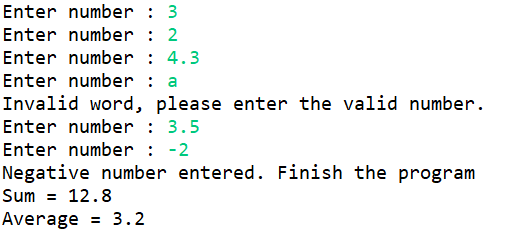 Enter number : 3
Enter number : 2
Enter number : 4.3
Enter number : a
Invalid word, please enter the valid number.
Enter number : 3.5
Enter number : -2
Negative number entered. Finish the program
Sum = 12.8
Average = 3.2